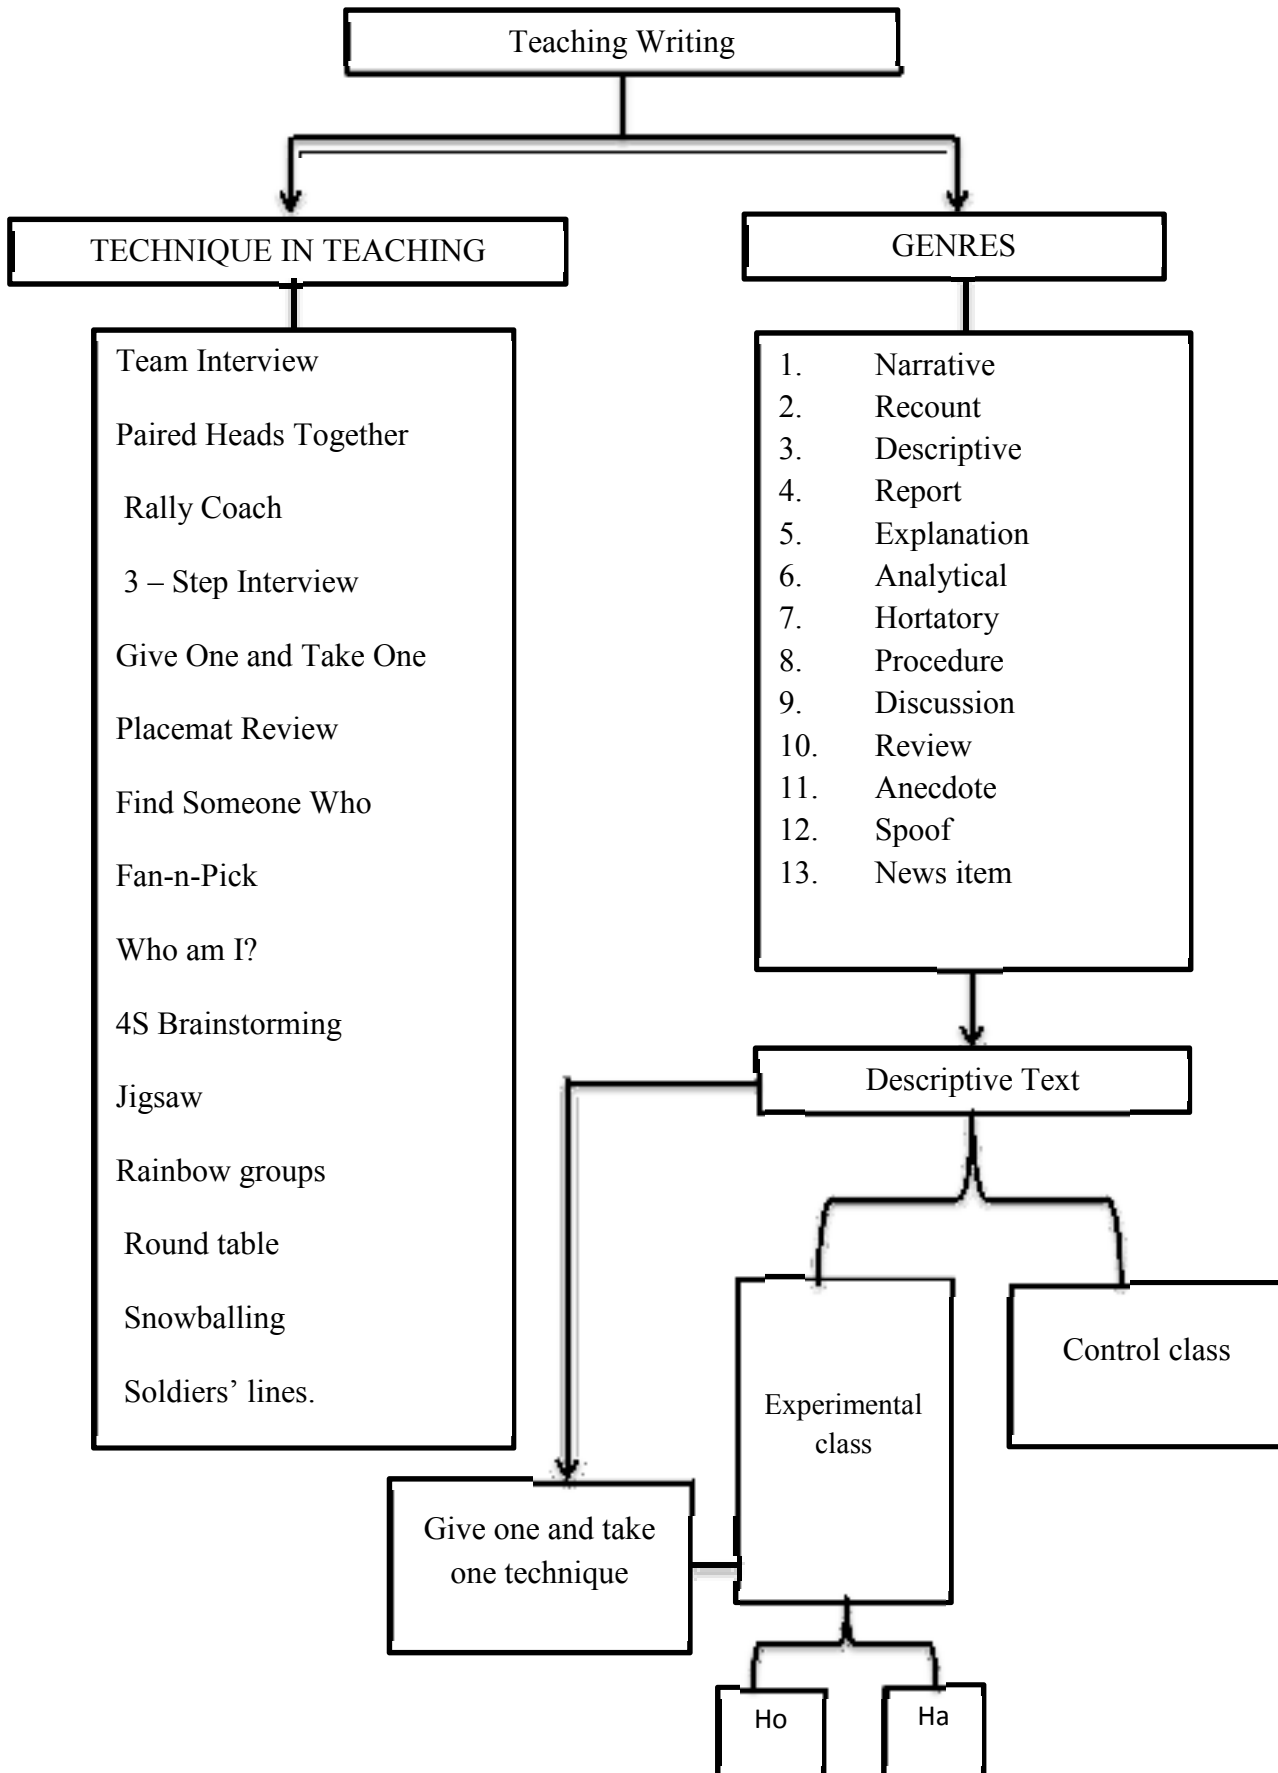 Teaching Writing
TECHNIQUE IN TEACHING
GENRES
Team Interview
Paired Heads Together
Rally Coach
3 – Step Interview
Give One and Take One
Placemat Review
Find Someone Who
Fan-n-Pick
Who am I?
4S Brainstorming
Jigsaw
Rainbow groups
Round table
Snowballing
Soldiers’ lines.
1. Narrative
2. Recount
3. Descriptive
4. Report
5. Explanation
6. Analytical
7. Hortatory
8. Procedure
9. Discussion
10. Review
11. Anecdote
12. Spoof
13. News item
Descriptive Text
Control class
Experimental
class
Give one and take
one technique
Ho
Ha